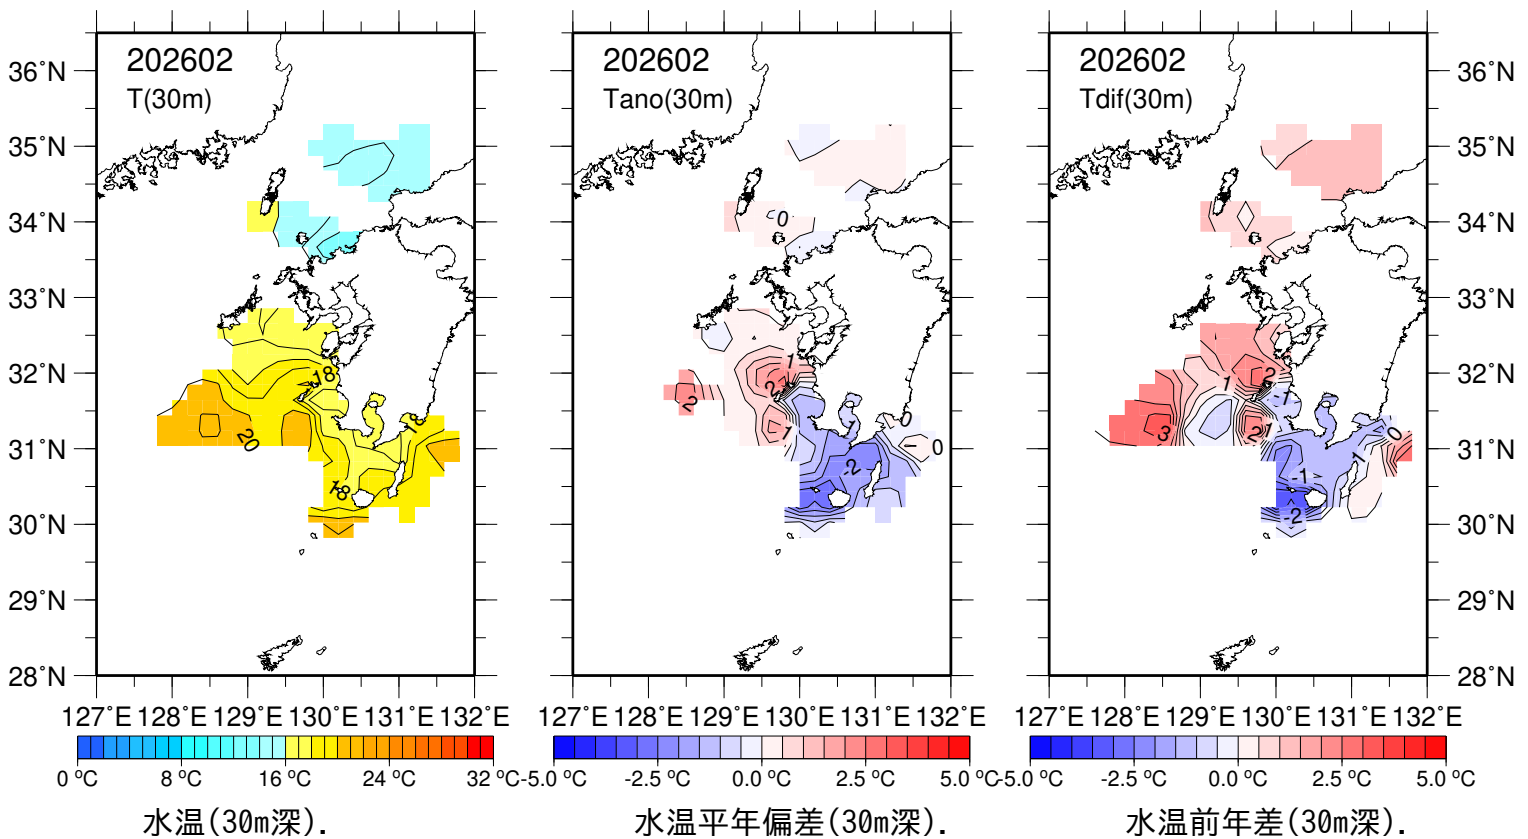 202602
T(30m)
36°N
35°N
34°N
33°N
32°N
31°N
30°N
29°N
28°N
18
20
18
18
127°E 128°E 129°E 130°E 131°E 132°E
0 °C 8 °C 16 °C 24 °C 32 °C
水温(30m深).
202602
Tano(30m)
0
1
2
2
1
0
0
-2
127°E 128°E 129°E 130°E 131°E 132°E
-5.0 °C -2.5 °C 0.0 °C 2.5 °C 5.0 °C
水温平年偏差(30m深).
202602
Tdif(30m)
36°N
35°N
34°N
33°N
32°N
31°N
30°N
29°N
28°N
2
1
-1
3
2
1
0
-1
-1
-2
127°E 128°E 129°E 130°E 131°E 132°E
-5.0 °C -2.5 °C 0.0 °C 2.5 °C 5.0 °C
水温前年差(30m深).